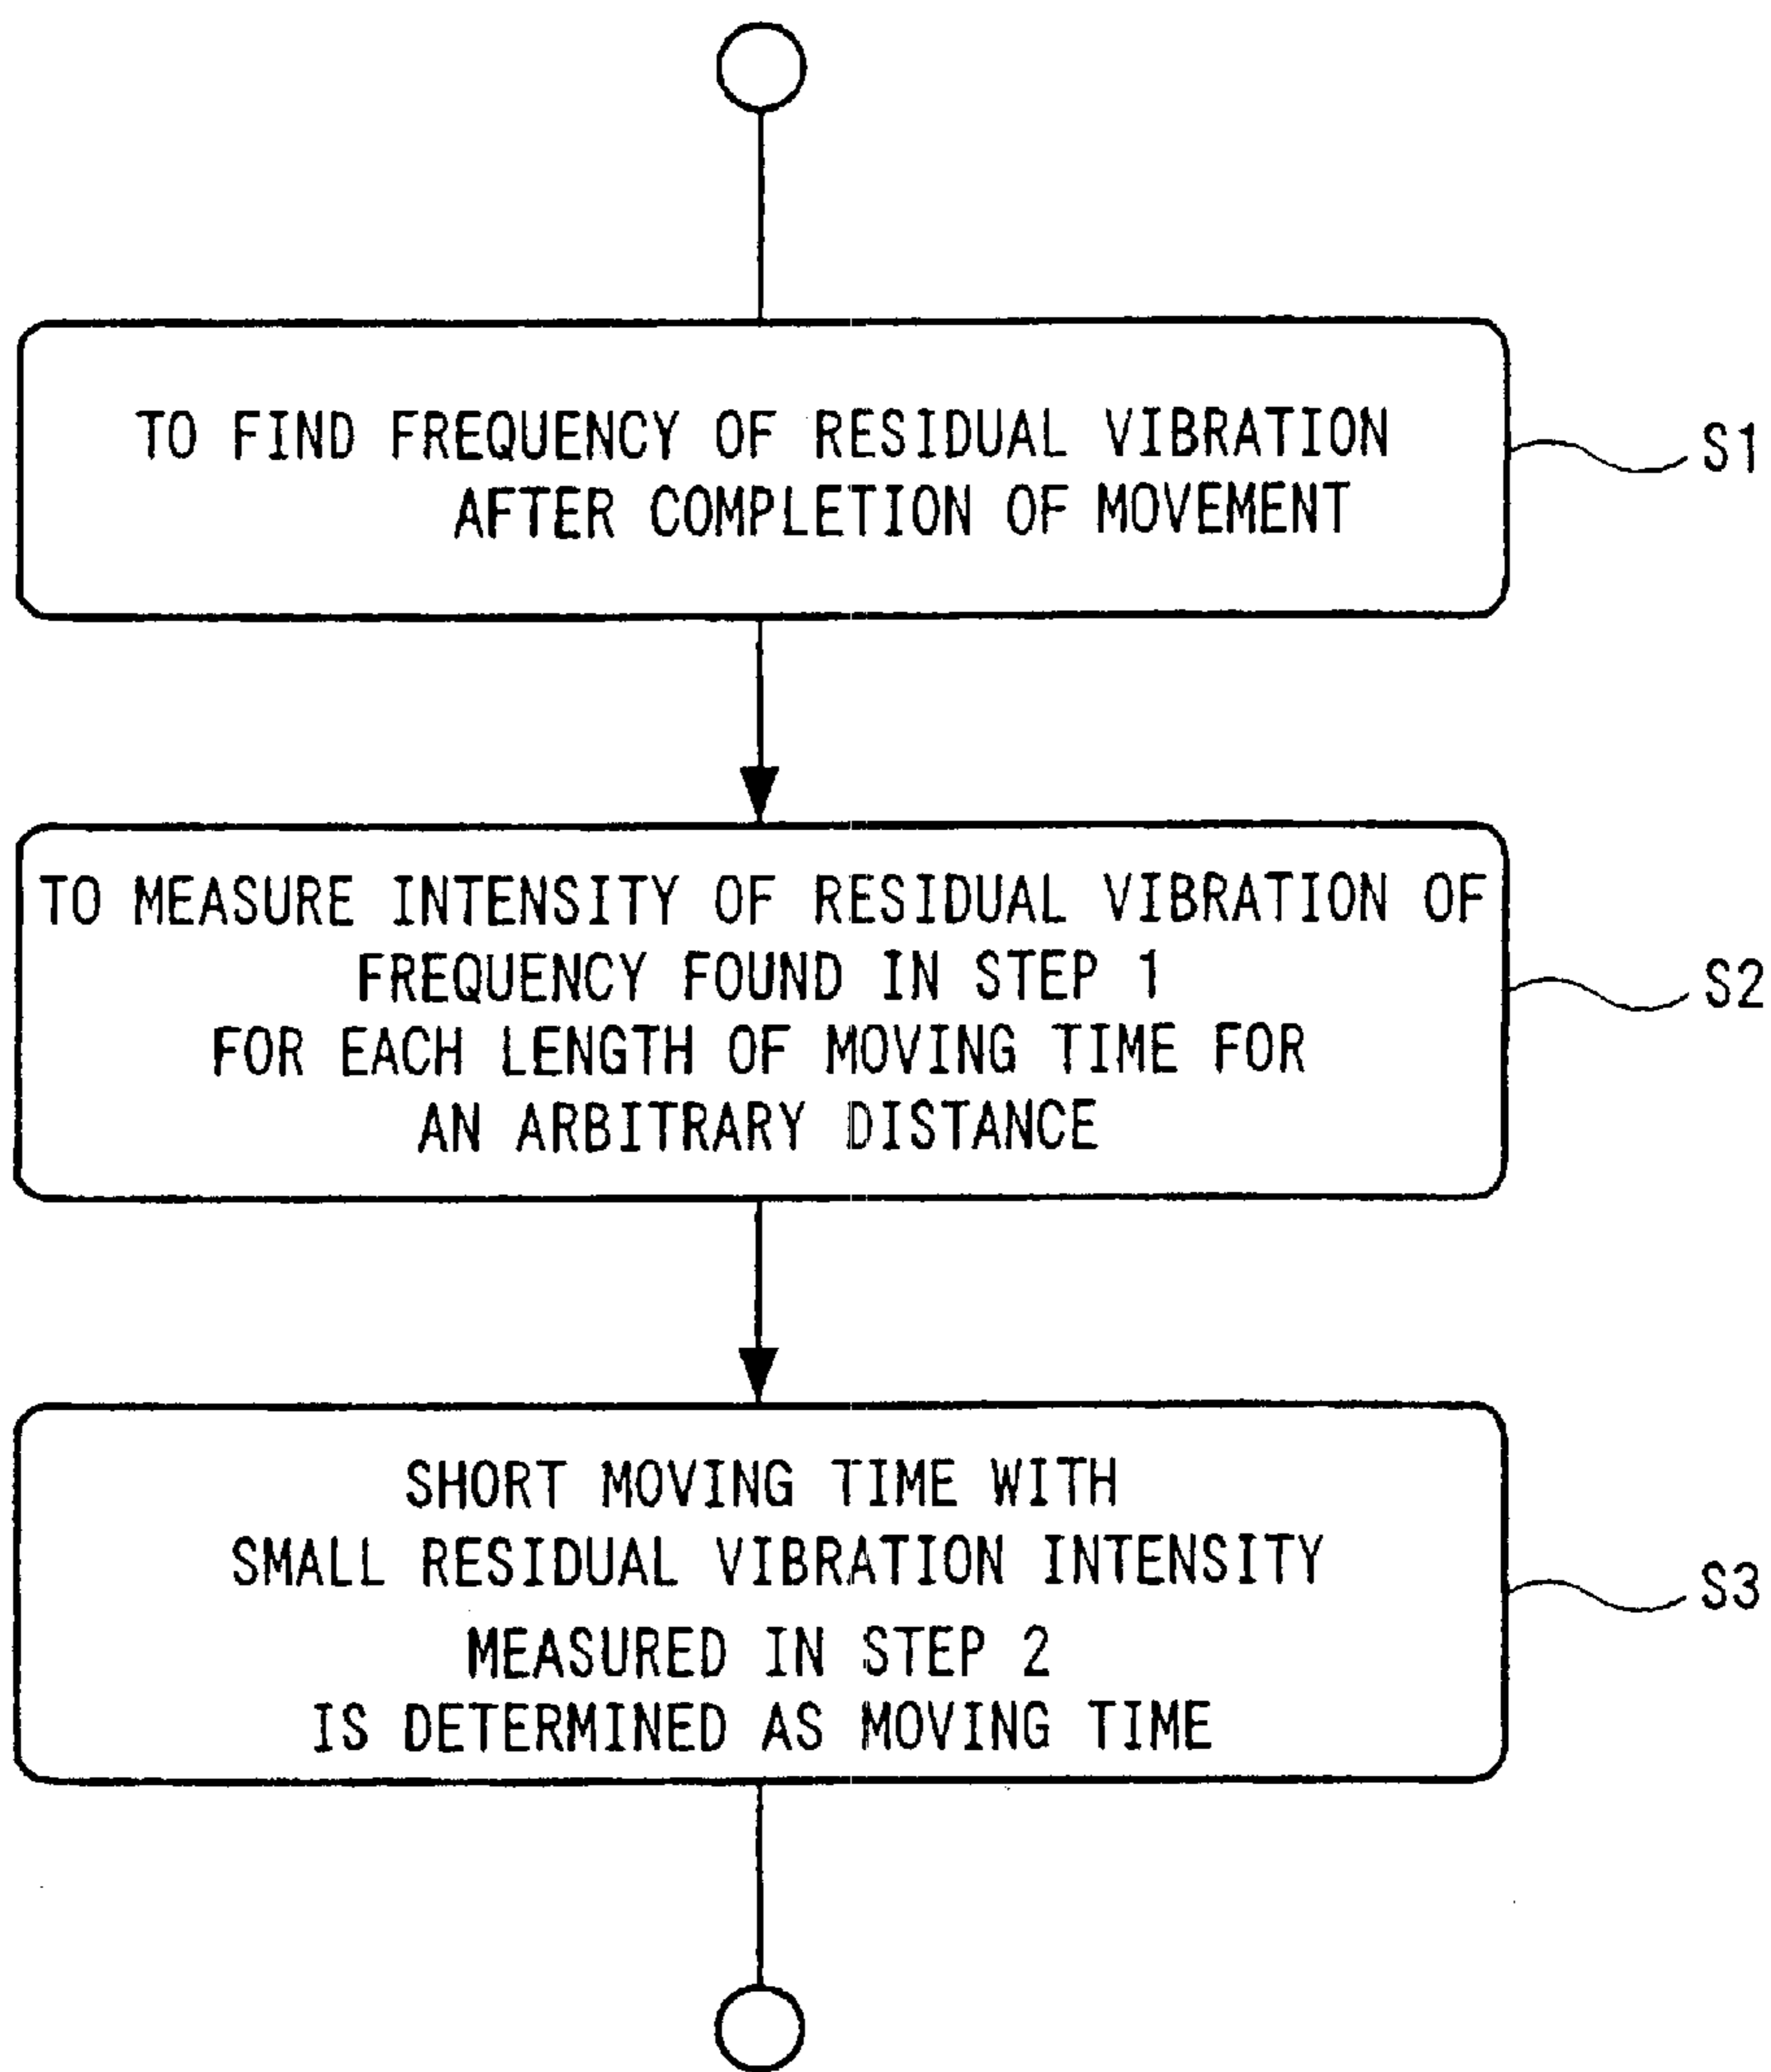 TO FIND FREQUENCY OF RESIDUAL VIBRATION
AFTER COMPLETION OF MOVEMENT
S1
TO MEASURE INTENSITY OF RESIDUAL VIBRATION OF
FREQUENCY FOUND IN STEP 1
FOR EACH LENGTH OF MOVING TIME FOR
AN ARBITRARY DISTANCE
S2
SHORT MOVING TIME WITH
SMALL RESIDUAL VIBRATION INTENSITY
MEASURED IN STEP 2
IS DETERMINED AS MOVING TIME
S3